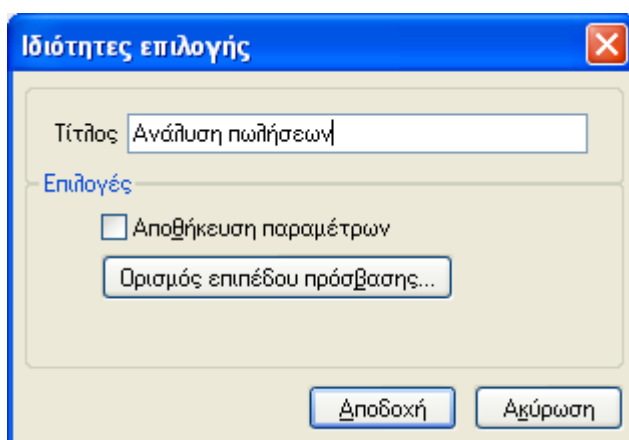 Ιδιότητες επιλογής
Τίτλος Ανάλυση πωλήσεων
Επιλογές
Αποθήκευση παραμέτρων
Ορισμός επιπέδου πρόσβασης...
Αποδοχή Ακύρωση